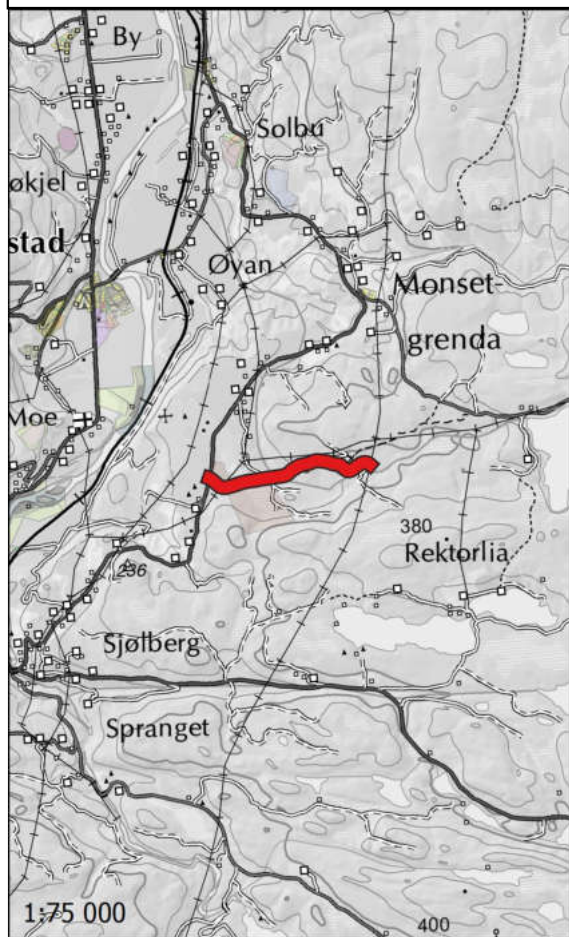 By
Solbu
økjel
stad
Øyan
Monset-
grenda
Moe
380
Rektorlia
236
Sjølberg
Spranget
1:75 000
400